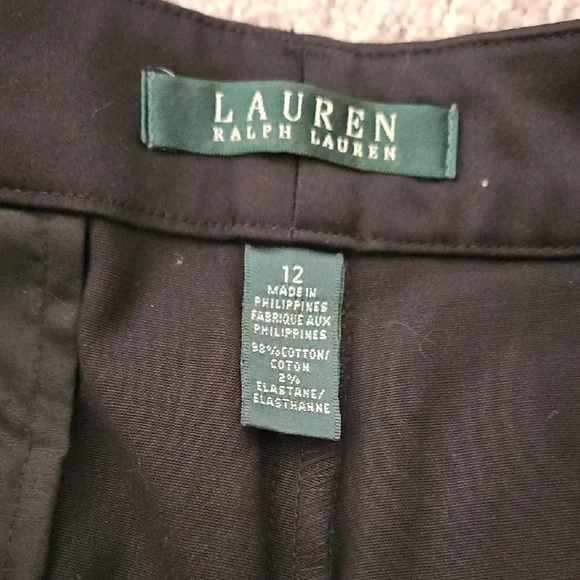 LAUREN
RALPH LAUREN
12
MADE IN
PHILIPPINES
FABRIQUE AUX
PHILIPPINES
98% COTTON/
COTON
2%
ELASTANE/
ELASTHANNE